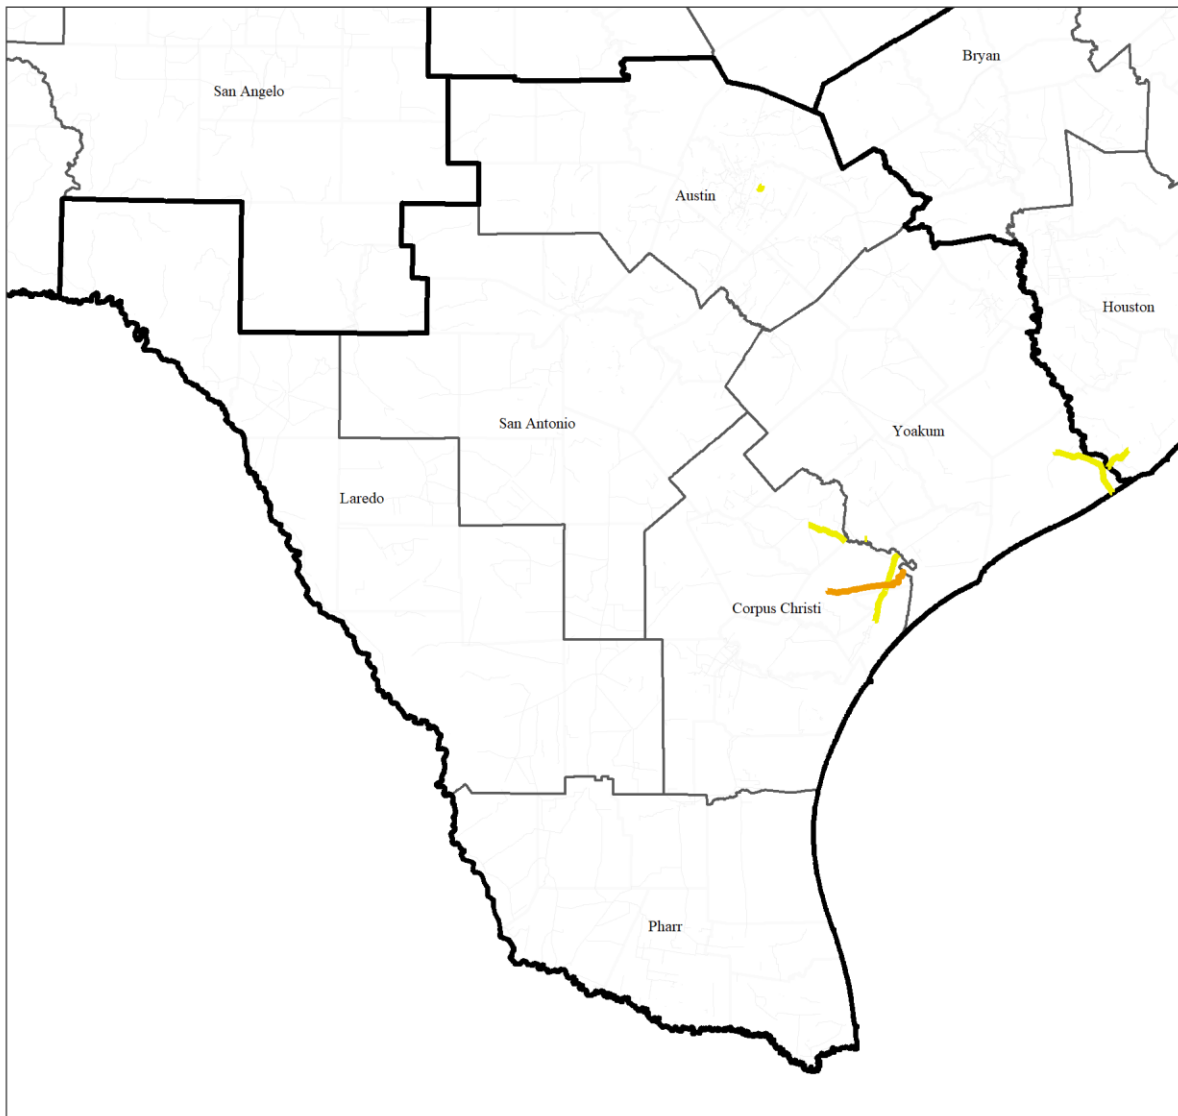 Bryan
San Angelo
Austin
Houston
San Antonio
Yoakum
Laredo
Corpus Christi
Pharr